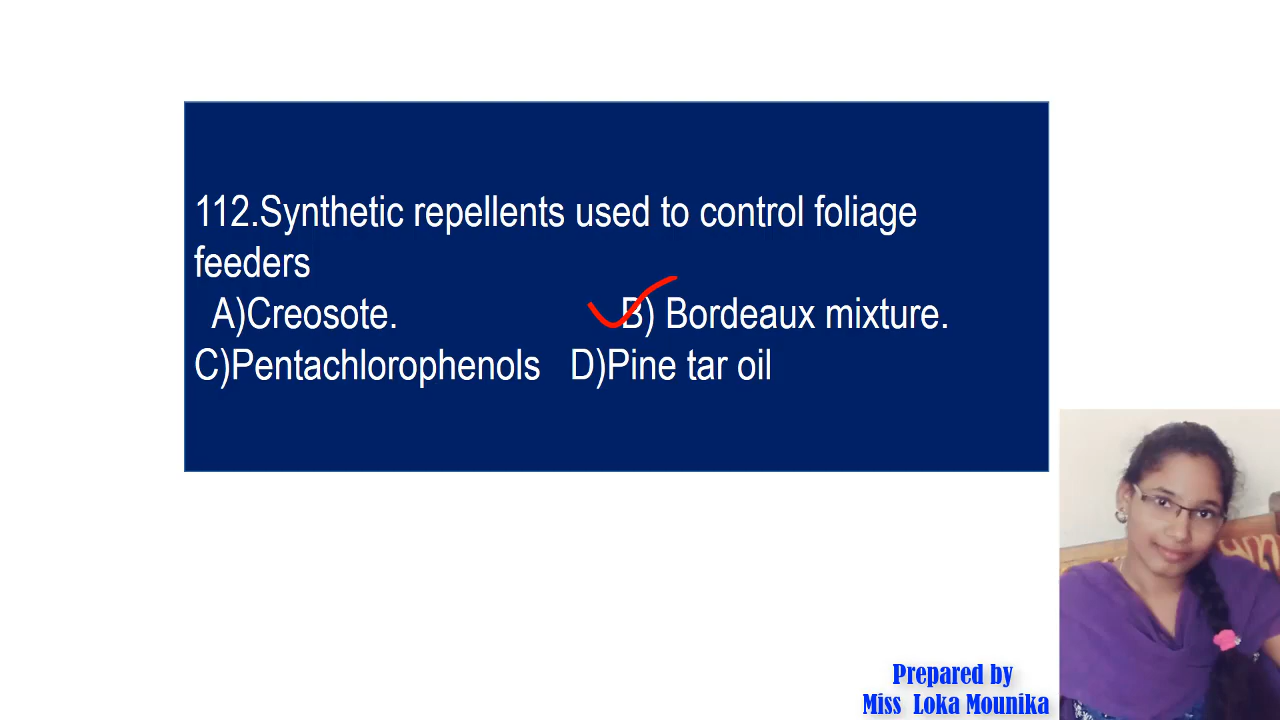 112.Synthetic repellents used to control foliage
feeders
A)Creosote. B) Bordeaux mixture.
C)Pentachlorophenols D)Pine tar oil
Prepared by
Miss Loka Mounika